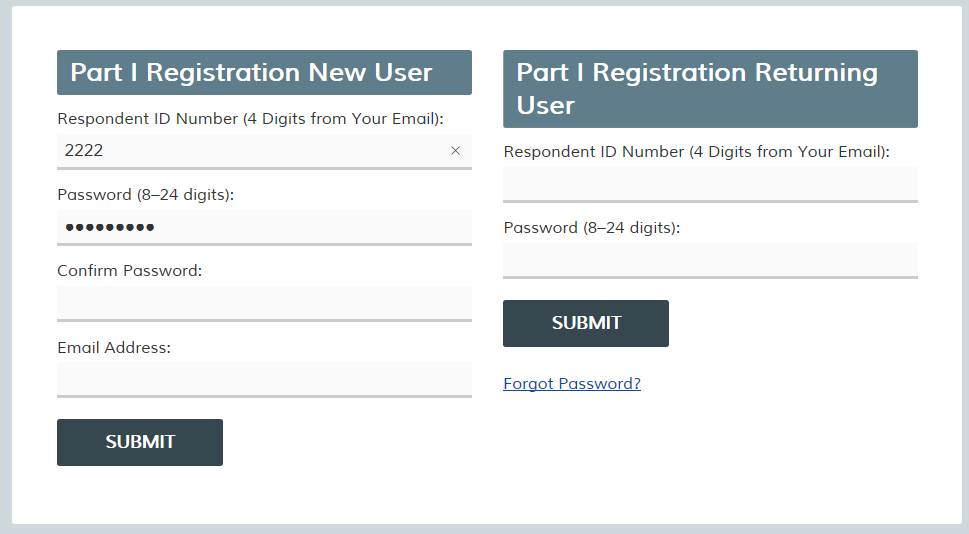 Part I Registration New User
Respondent ID Number (4 Digits from Your Email):
2222
Password (8–24 digits):
●●●●●●●●●
Confirm Password:
Email Address:
SUBMIT
Part I Registration Returning
User
Respondent ID Number (4 Digits from Your Email):
Password (8–24 digits):
SUBMIT
Forgot Password?